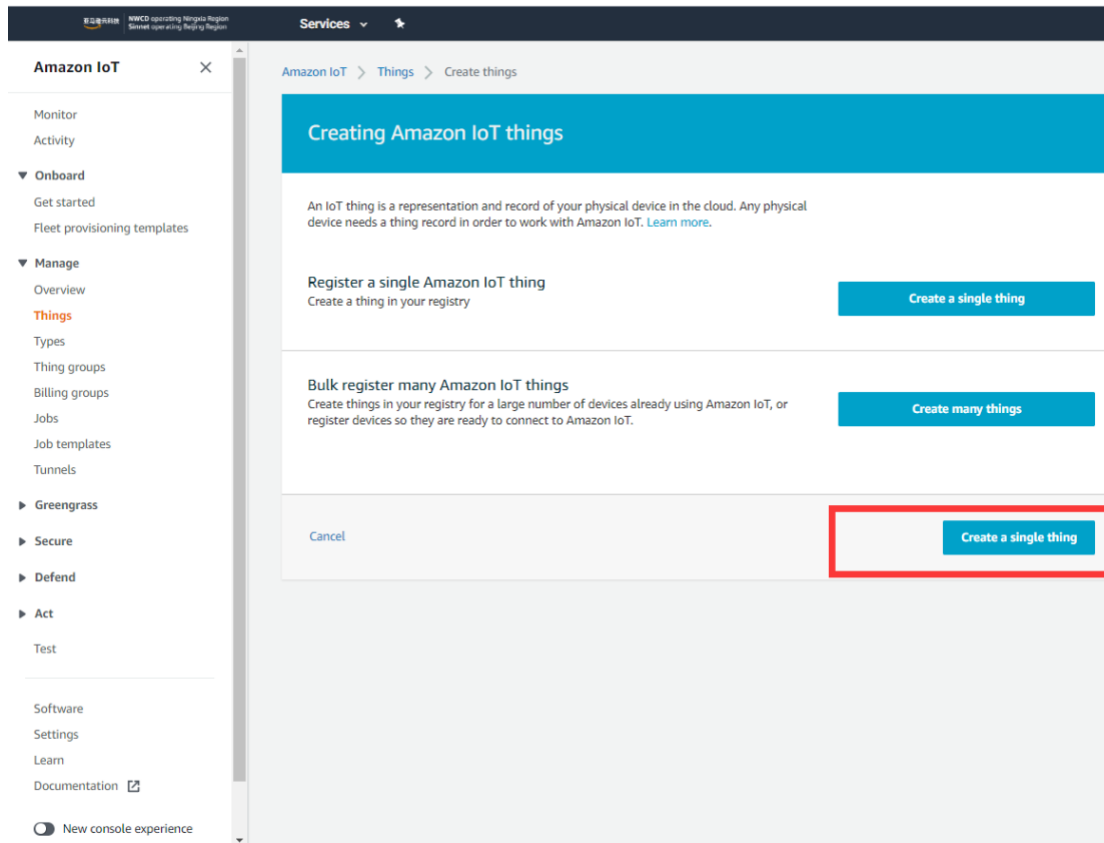 亚马逊云科技
NWCD operating Ningxia Region
Sinnet operating Beijing Region
Services
Amazon IoT
Monitor
Activity
Onboard
Get started
Fleet provisioning templates
Manage
Overview
Things
Types
Thing groups
Billing groups
Jobs
Job templates
Tunnels
Greengrass
Secure
Defend
Act
Test
Software
Settings
Learn
Documentation
New console experience
Amazon IoT > Things > Create things
Creating Amazon IoT things
An IoT thing is a representation and record of your physical device in the cloud. Any physical
device needs a thing record in order to work with Amazon IoT. Learn more.
Register a single Amazon IoT thing
Create a thing in your registry
Create a single thing
Bulk register many Amazon IoT things
Create things in your registry for a large number of devices already using Amazon IoT, or
register devices so they are ready to connect to Amazon IoT.
Create many things
Cancel
Create a single thing